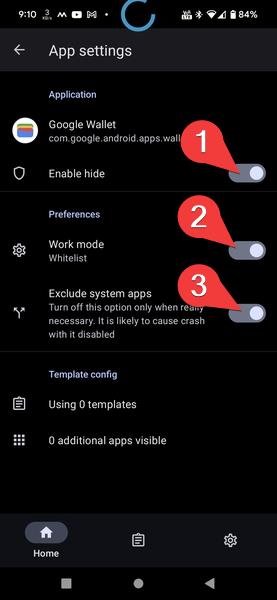 9:10 3 KB/s VoLTE 84%
App settings
Application
Google Wallet
com.google.android.apps.wall
1
Enable hide
Preferences
2
Work mode
Whitelist
3
Exclude system apps
Turn off this option only when really
necessary. It is likely to cause crash
with it disabled
Template config
Using 0 templates
0 additional apps visible
Home